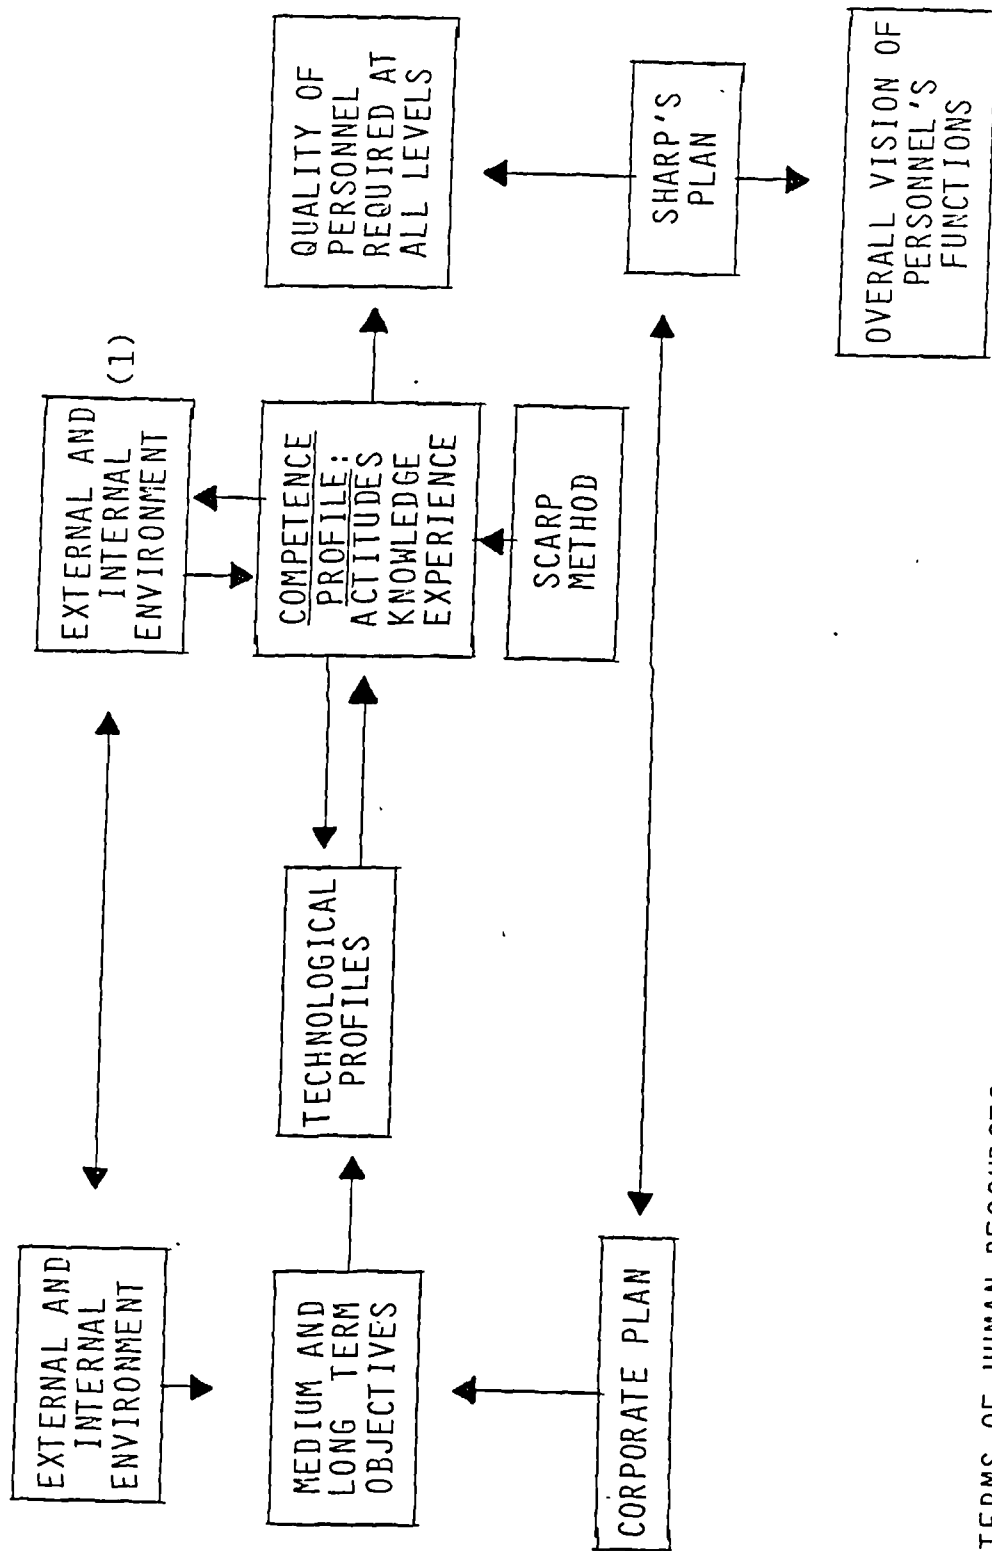 EXTERNAL AND
INTERNAL
ENVIRONMENT
EXTERNAL AND
INTERNAL
ENVIRONMENT
(1)
MEDIUM AND
LONG TERM
OBJECTIVES
TECHNOLOGICAL
PROFILES
COMPETENCE
PROFILE:
ACTITUDES
KNOWLEDGE
EXPERIENCE
QUALITY OF
PERSONNEL
REQUIRED AT
ALL LEVELS
CORPORATE PLAN
SCARP
METHOD
SHARP'S
PLAN
OVERALL VISION OF
PERSONNEL'S
FUNCTIONS
TERMS OF HUMAN RESOURCES